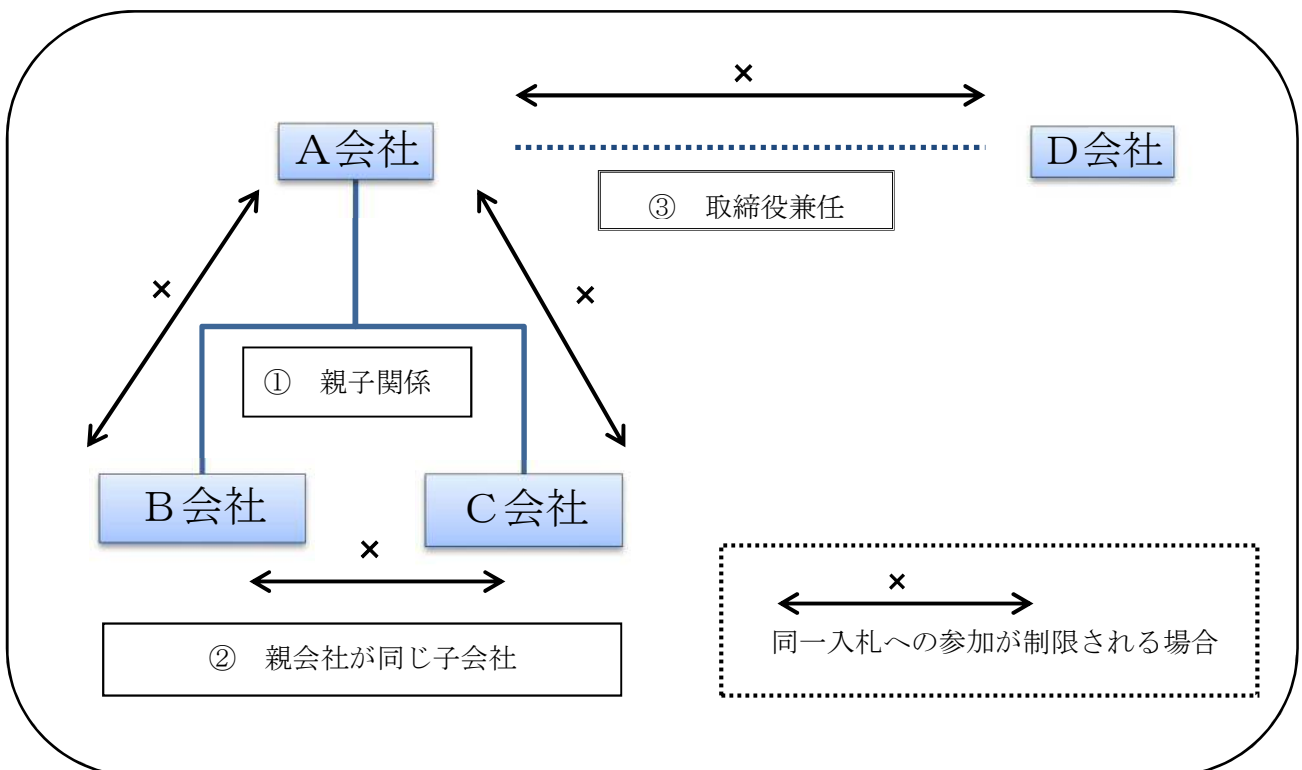 ×
A会社
D会社
③ 取締役兼任
×
×
① 親子関係
B会社
C会社
×
② 親会社が同じ子会社
×
同一入札への参加が制限される場合